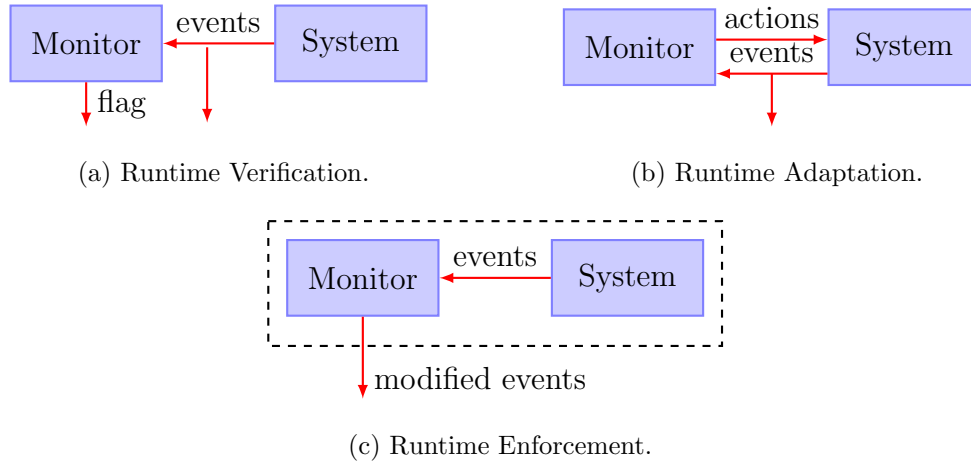 events
Monitor
System
flag
(a) Runtime Verification.
actions
Monitor
events
System
(b) Runtime Adaptation.
events
Monitor
System
modified events
(c) Runtime Enforcement.